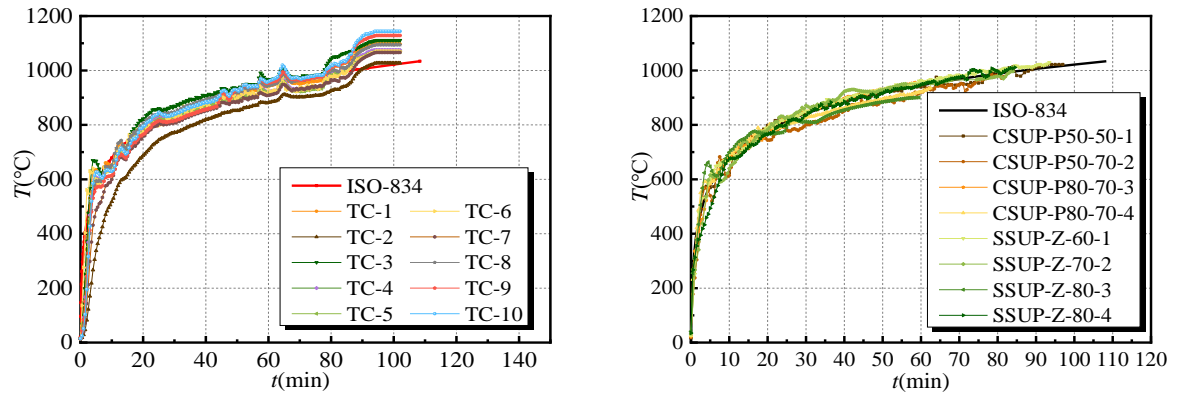 1200
1000
800
600
400
200
0
T(°C)
0 20 40 60 80 100 120 140
t(min)
ISO-834
TC-1 TC-6
TC-2 TC-7
TC-3 TC-8
TC-4 TC-9
TC-5 TC-10
1200
1000
800
600
400
200
0
T(°C)
0 10 20 30 40 50 60 70 80 90 100 110 120
t(min)
ISO-834
CSUP-P50-50-1
CSUP-P50-70-2
CSUP-P80-70-3
CSUP-P80-70-4
SSUP-Z-60-1
SSUP-Z-70-2
SSUP-Z-80-3
SSUP-Z-80-4